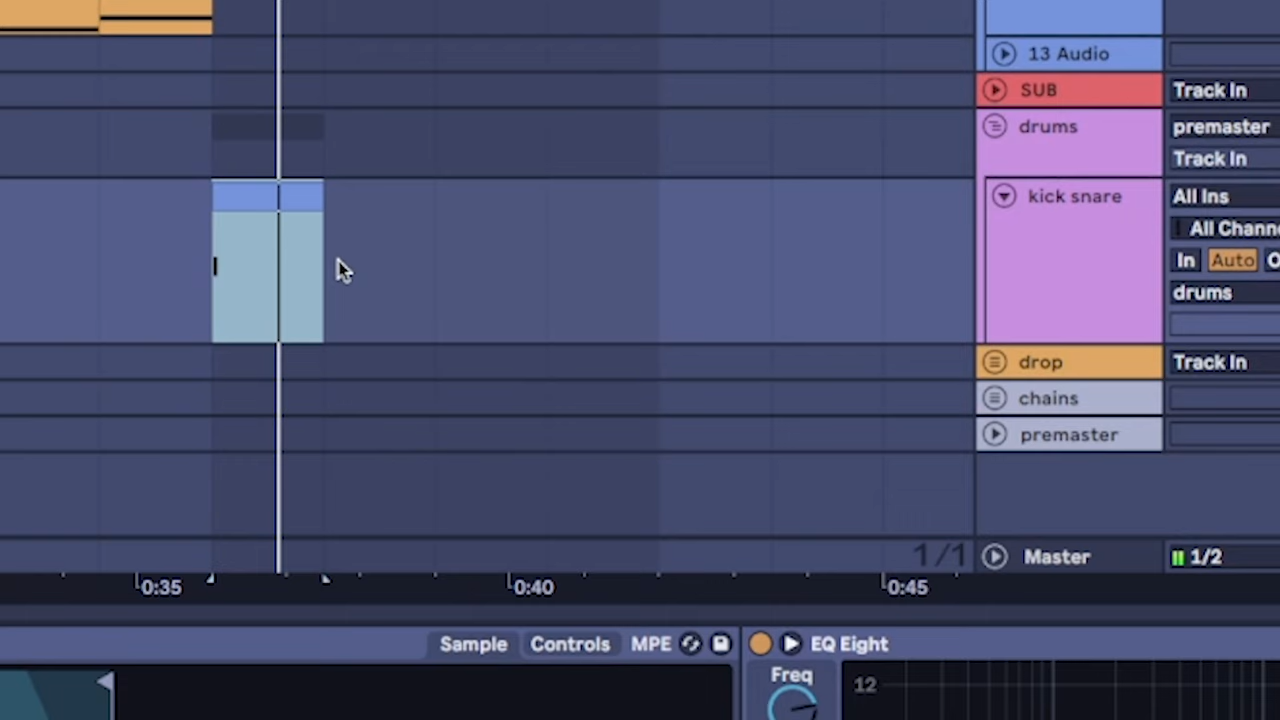 13 Audio
SUB Track In
drums premaster
Track In
kick snare All Ins
All Chann
In Auto O
drums
drop Track In
chains
premaster
1/1 Master 1/2
0:35 0:40 0:45
Sample Controls MPE EQ Eight
Freq 12